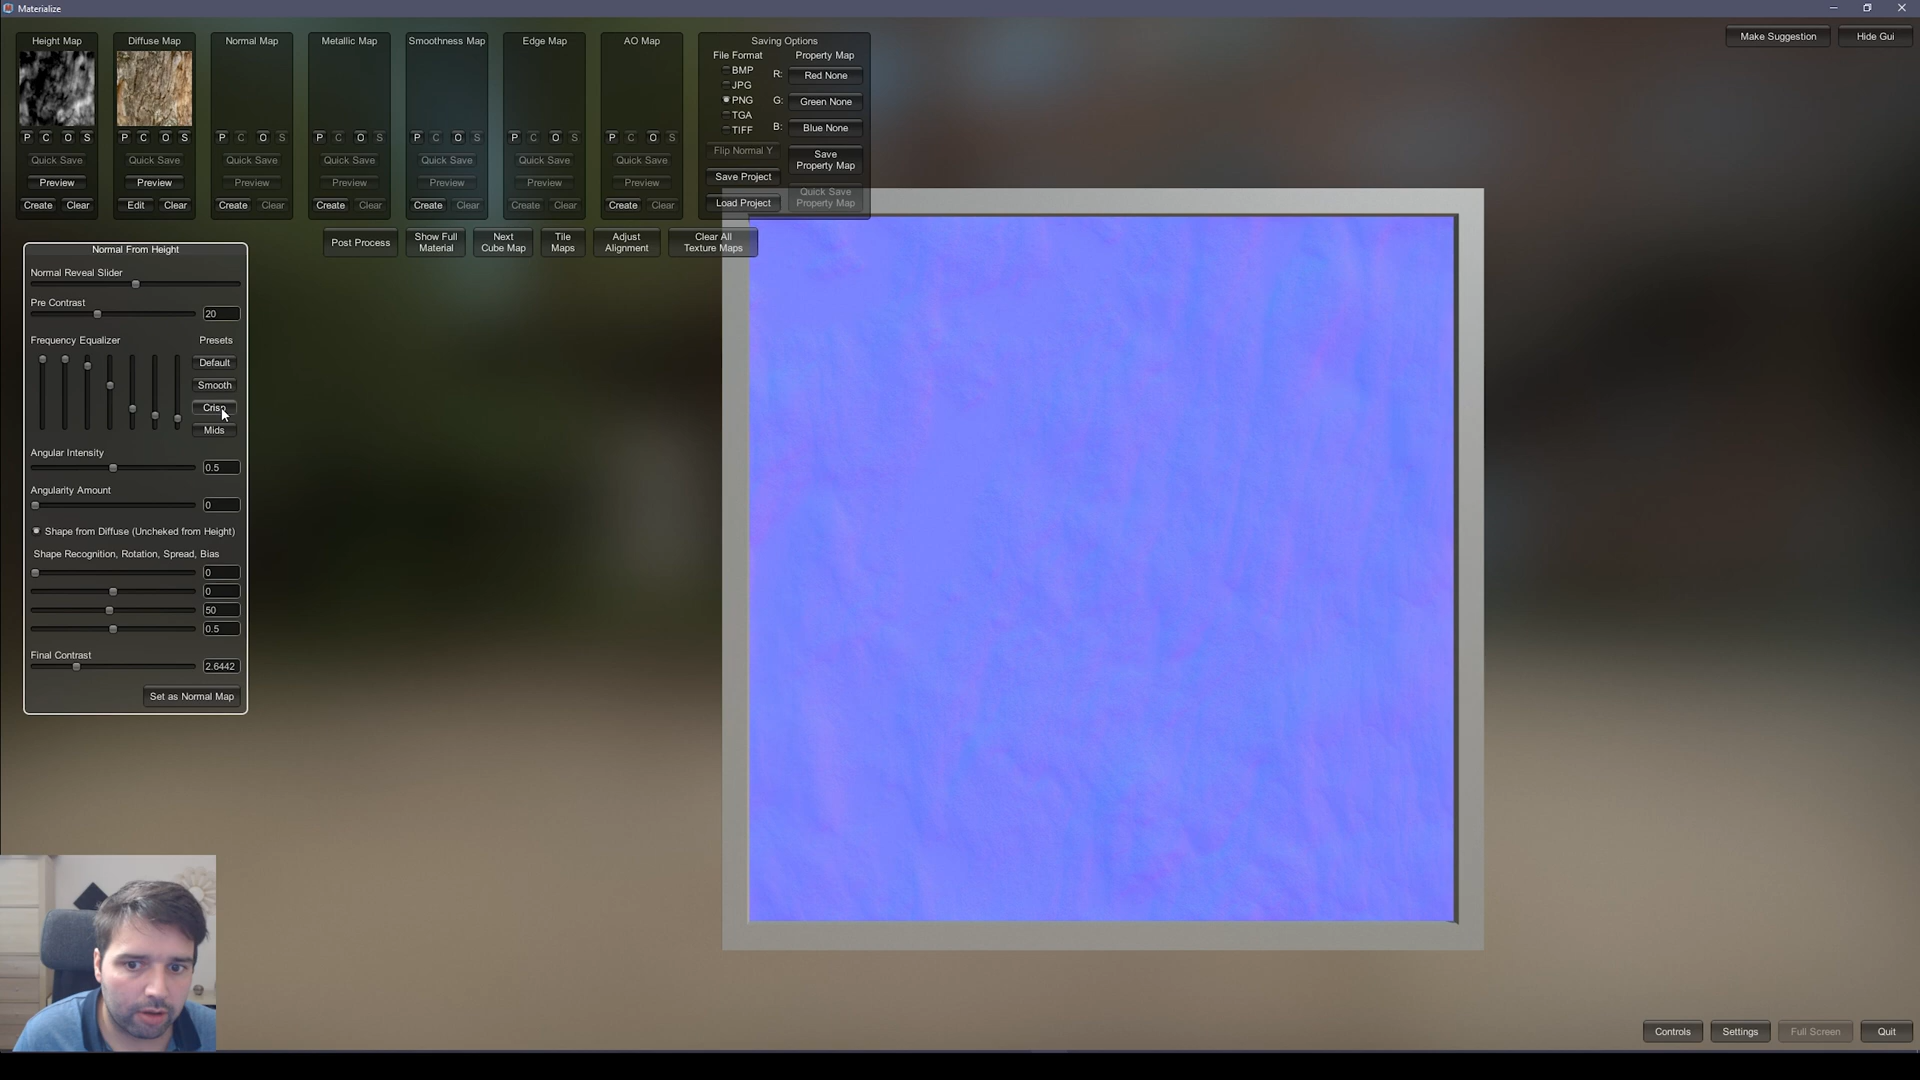 Materialize
Make Suggestion
Hide Gui
Height Map
Diffuse Map
Normal Map
Metallic Map
Smoothness Map
Edge Map
AO Map
P C O S
P C O S
P C O S
P C O S
P C O S
P C O S
P C O S
Quick Save
Quick Save
Quick Save
Quick Save
Quick Save
Quick Save
Quick Save
Preview
Preview
Preview
Preview
Preview
Preview
Preview
Create Clear
Edit Clear
Create Clear
Create Clear
Create Clear
Create Clear
Create Clear
Saving Options
File Format
Property Map
BMP
JPG
PNG
TGA
TIFF
R: Red None
G: Green None
B: Blue None
Flip Normal Y
Save
Property Map
Save Project
Quick Save
Property Map
Load Project
Post Process
Show Full
Material
Next
Cube Map
Tile
Maps
Adjust
Alignment
Clear All
Texture Maps
Normal From Height
Normal Reveal Slider
Pre Contrast
20
Frequency Equalizer
Presets
Default
Smooth
Crisp
Mids
Angular Intensity
0.5
Angularity Amount
0
Shape from Diffuse (Uncheked from Height)
Shape Recognition, Rotation, Spread, Bias
0
0
50
0.5
Final Contrast
2.6442
Set as Normal Map
Controls
Settings
Full Screen
Quit